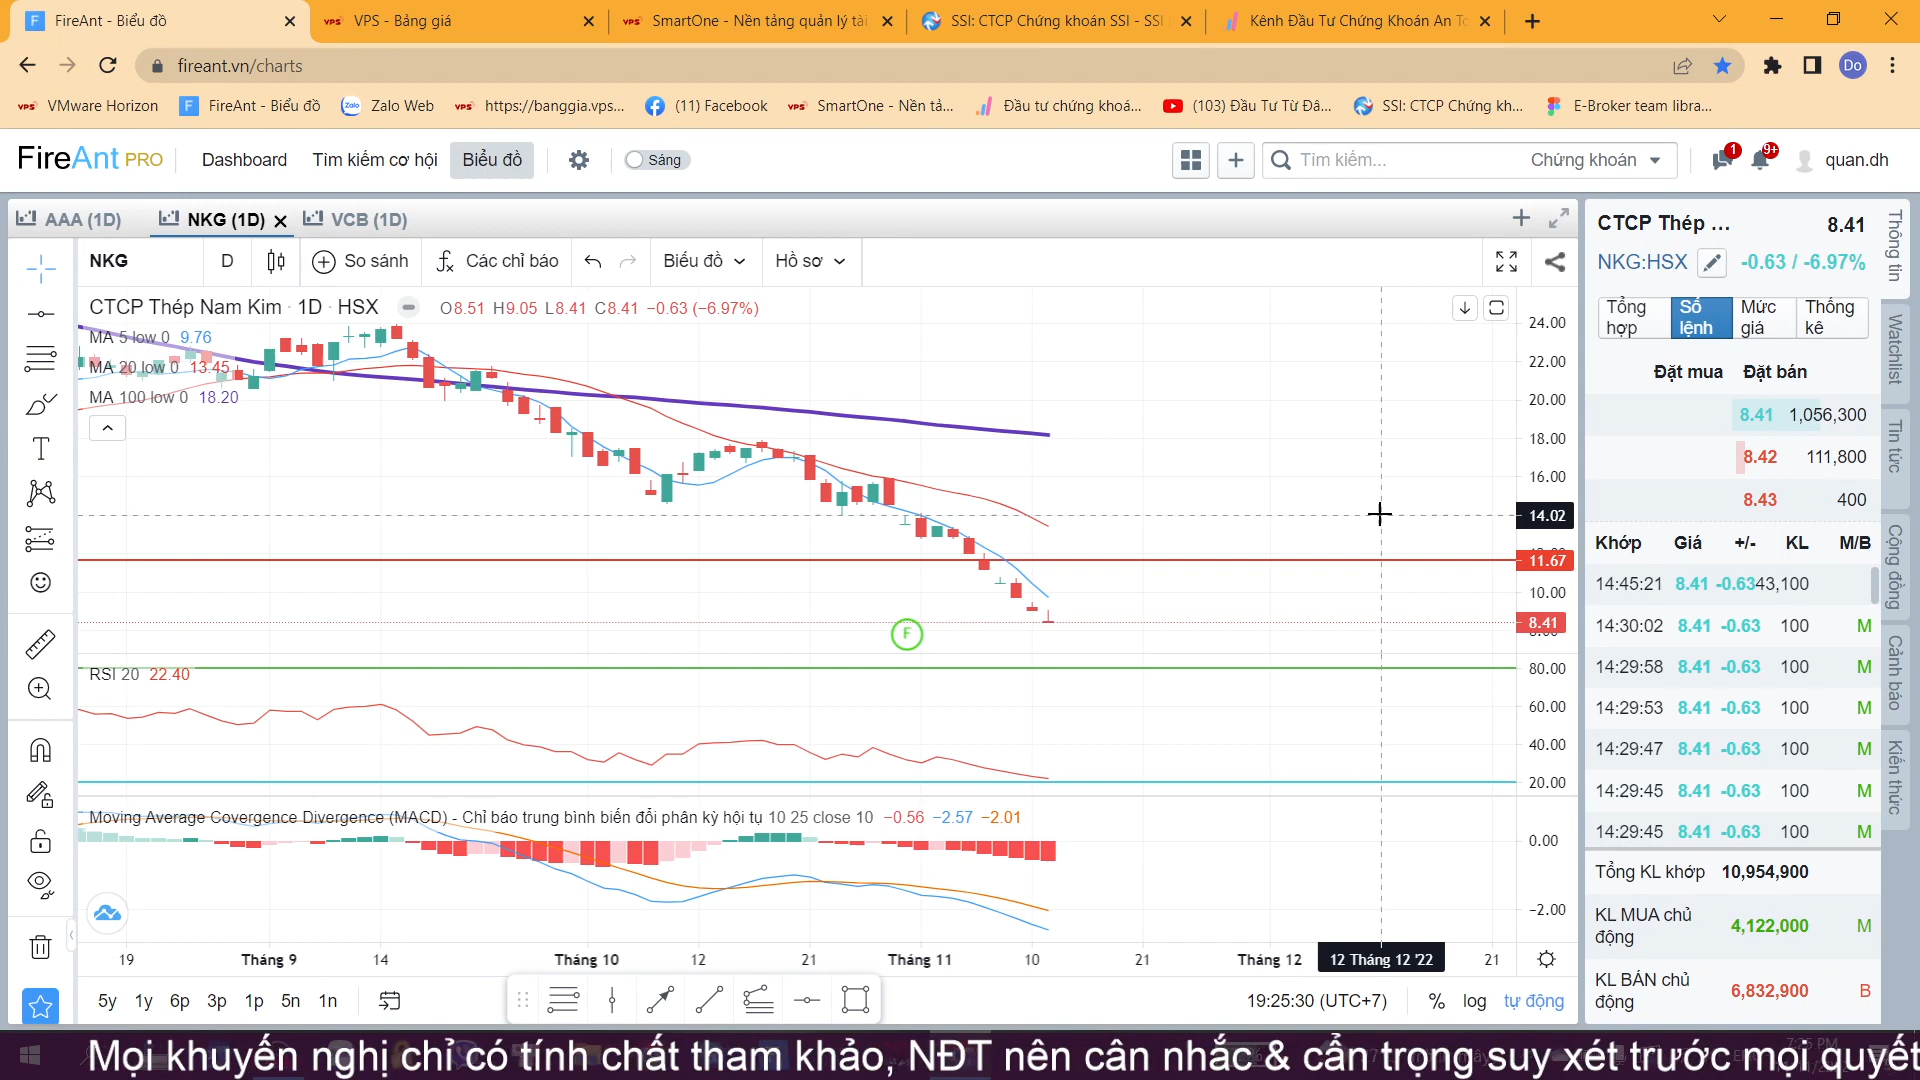 FireAnt - Biểu đồ
VPS - Bảng giá
SmartOne - Nền tảng quản lý tài
SSI: CTCP Chứng khoán SSI - SSI
Kênh Đầu Tư Chứng Khoán An To
fireant.vn/charts
Do
VMware Horizon
FireAnt - Biểu đồ
Zalo Web
https://banggia.vps...
(11) Facebook
SmartOne - Nền tả...
Đầu tư chứng khoá...
(103) Đầu Tư Từ Đâ...
SSI: CTCP Chứng kh...
E-Broker team libra...
FireAnt PRO
Dashboard
Tìm kiếm cơ hội
Biểu đồ
Sáng
Tìm kiếm...
Chứng khoán
1
9+
quan.dh
AAA (1D)
NKG (1D)
VCB (1D)
NKG
D
So sánh
Các chỉ báo
Biểu đồ
Hồ sơ
CTCP Thép Nam Kim · 1D · HSX
O8.51 H9.05 L8.41 C8.41 −0.63 (−6.97%)
MA 5 low 0 9.76
MA 20 low 0 13.45
MA 100 low 0 18.20
24.00
22.00
20.00
18.00
16.00
14.02
11.67
10.00
8.41
F
RSI 20 22.40
80.00
60.00
40.00
20.00
Moving Average Covergence Divergence (MACD) - Chỉ báo trung bình biến đổi phân kỳ hội tụ 10 25 close 10 −0.56 −2.57 −2.01
0.00
−2.00
19
Tháng 9
14
Tháng 10
12
21
Tháng 11
10
21
Tháng 12
12 Tháng 12 '22
21
5y 1y 6p 3p 1p 5n 1n
19:25:30 (UTC+7)
% log tự động
CTCP Thép ... 8.41
NKG:HSX -0.63 / -6.97%
Tổng hợp
Sổ lệnh
Mức giá
Thống kê
Đặt mua Đặt bán
8.41 1,056,300
8.42 111,800
8.43 400
Khớp Giá +/- KL M/B
14:45:21 8.41 -0.63 43,100
14:30:02 8.41 -0.63 100 M
14:29:58 8.41 -0.63 100 M
14:29:53 8.41 -0.63 100 M
14:29:47 8.41 -0.63 100 M
14:29:45 8.41 -0.63 100 M
14:29:45 8.41 -0.63 100 M
Tổng KL khớp 10,954,900
KL MUA chủ động 4,122,000 M
KL BÁN chủ động 6,832,900 B
Thông tin
Watchlist
Tin tức
Cộng đồng
Cảnh báo
Kiến thức
Mọi khuyến nghị chỉ có tính chất tham khảo, NĐT nên cân nhắc & cẩn trọng suy xét trước mọi quyết